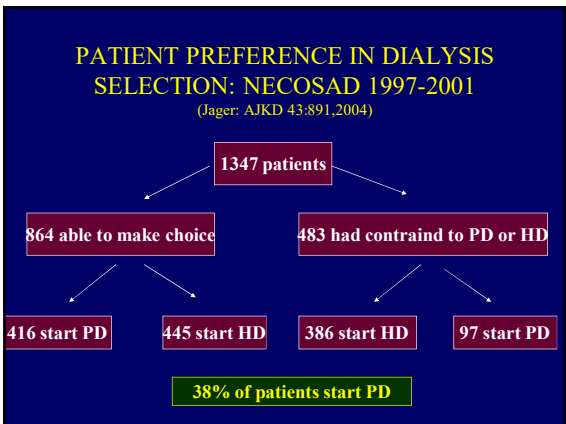 PATIENT PREFERENCE IN DIALYSIS
SELECTION: NECOSAD 1997-2001
(Jager: AJKD 43:891,2004)
1347 patients
864 able to make choice
483 had contraind to PD or HD
416 start PD
445 start HD
386 start HD
97 start PD
38% of patients start PD